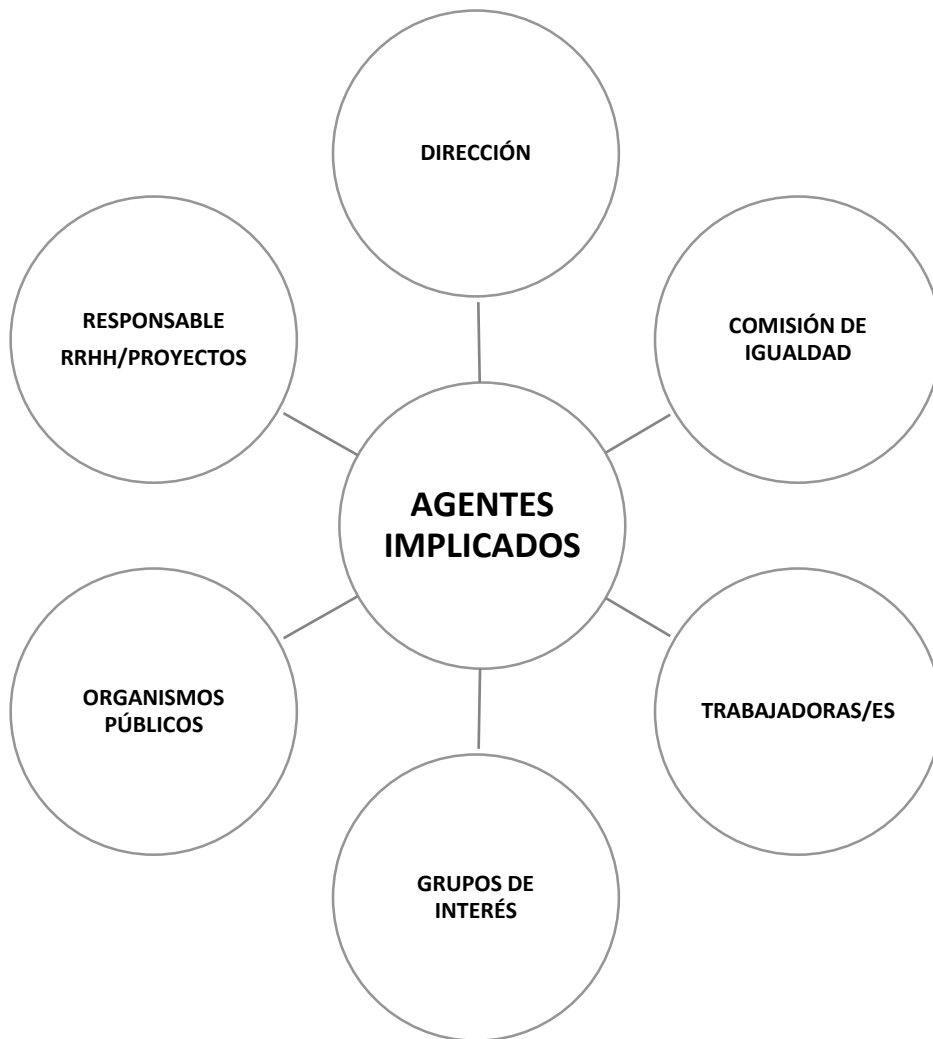 DIRECCIÓN
RESPONSABLE
RRHH/PROYECTOS
COMISIÓN DE
IGUALDAD
AGENTES
IMPLICADOS
ORGANISMOS
PÚBLICOS
TRABAJADORAS/ES
GRUPOS DE
INTERÉS